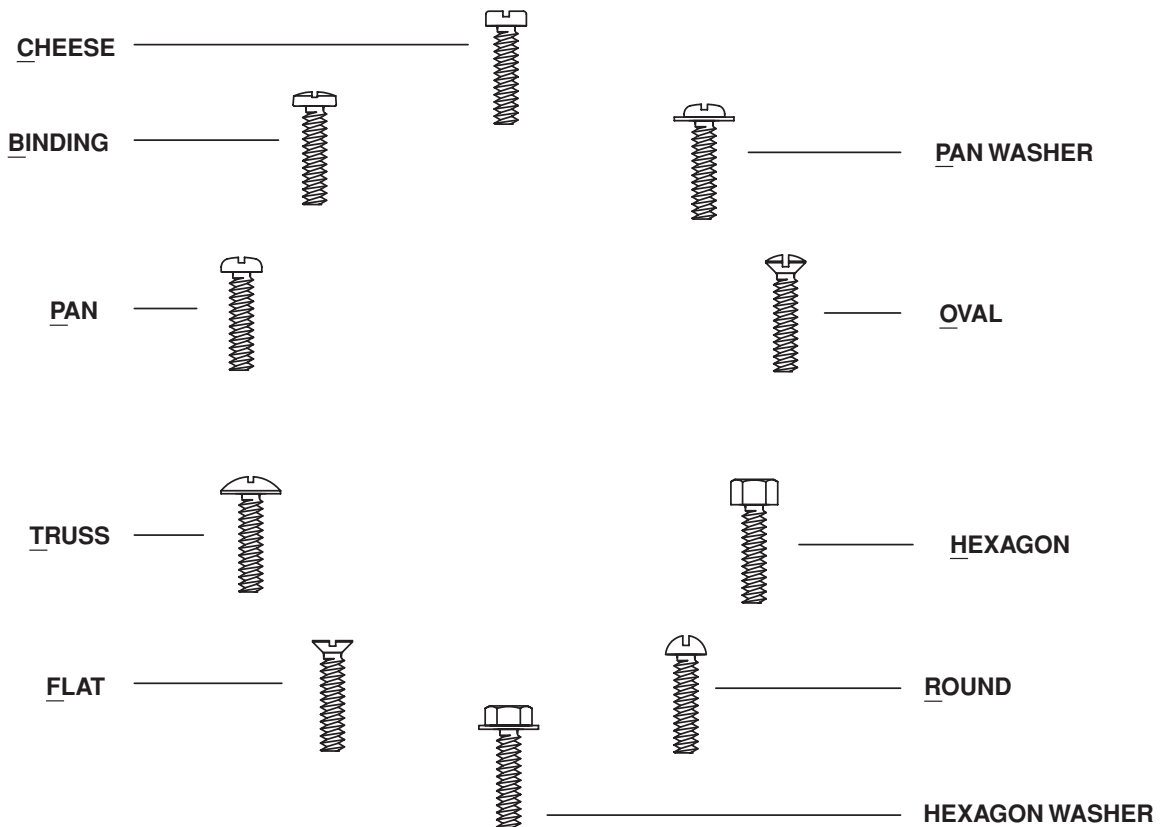 CHEESE
BINDING
PAN WASHER
PAN
OVAL
TRUSS
HEXAGON
FLAT
ROUND
HEXAGON WASHER